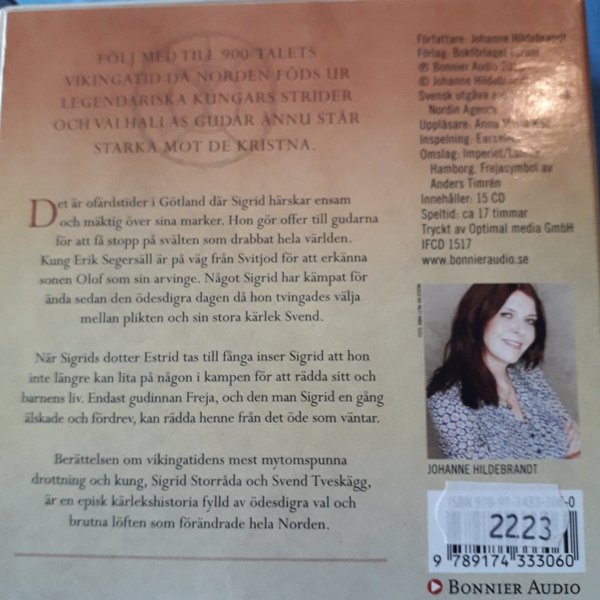 FÖLJ MED TILL 900-TALETS
VIKINGATID DÅ NORDEN FÖDS UR
LEGENDARISKA KUNGARS STRIDER
OCH VALHALLAS GUDAR ÄNNU STÅR
STARKA MOT DE KRISTNA.
Det är ofärdstider i Götland där Sigrid härskar ensam
och mäktig över sina marker. Hon gör offer till gudarna
för att få stopp på svälten som drabbat hela världen.
Kung Erik Segersäll är på väg från Svitjod för att erkänna
sonen Olof som sin arvinge. Något Sigrid har kämpat för
ända sedan den ödesdigra dagen då hon tvingades välja
mellan plikten och sin stora kärlek Svend.
När Sigrids dotter Estrid tas till fånga inser Sigrid att hon
inte längre kan lita på någon i kampen för att rädda sitt och
barnens liv. Endast gudinnan Freja, och den man Sigrid en gång
älskade och fördrev, kan rädda henne från det öde som väntar.
Berättelsen om vikingatidens mest mytomspunna
drottning och kung, Sigrid Storråda och Svend Tveskägg,
är en episk kärlekshistoria fylld av ödesdigra val och
brutna löften som förändrade hela Norden.
Författare: Johanne Hildebrandt
Förlag: Bokförlaget Forum
℗ Bonnier Audio
© Johanne Hildebrandt
Svensk utgåva
Nordin Agency
Uppläsare: Anna
Inspelning:
Omslag: Imperiet/
Hamburg. Frejasymbol av
Anders Timrén
Innehåller: 15 CD
Speltid: ca 17 timmar
Tryckt av Optimal media GmbH
IFCD 1517
www.bonnieraudio.se
JOHANNE HILDEBRANDT
2223
9 789174 333060
BONNIER AUDIO